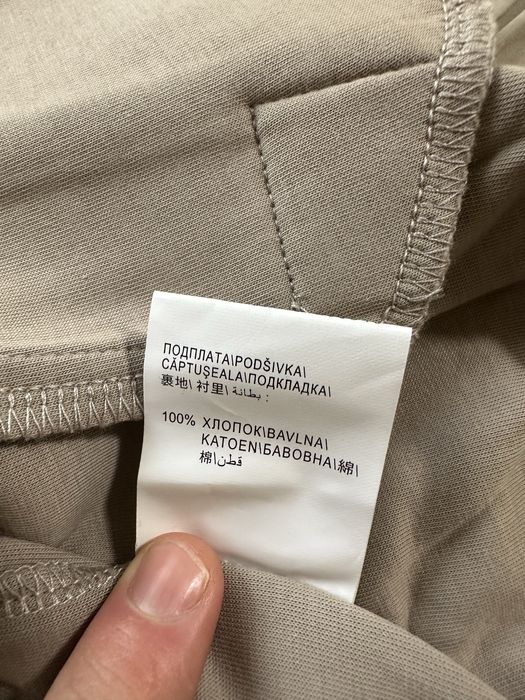 ПОДПЛАТА\PODŠIVKA\
CĂPTUŞEALA\ПОДКЛАДКА\
裏地\ 衬里\ بطانة\ :
100% ХЛОПОК\BAVLNA\
KATOEN\БАВОВНА\綿\
棉\قطن